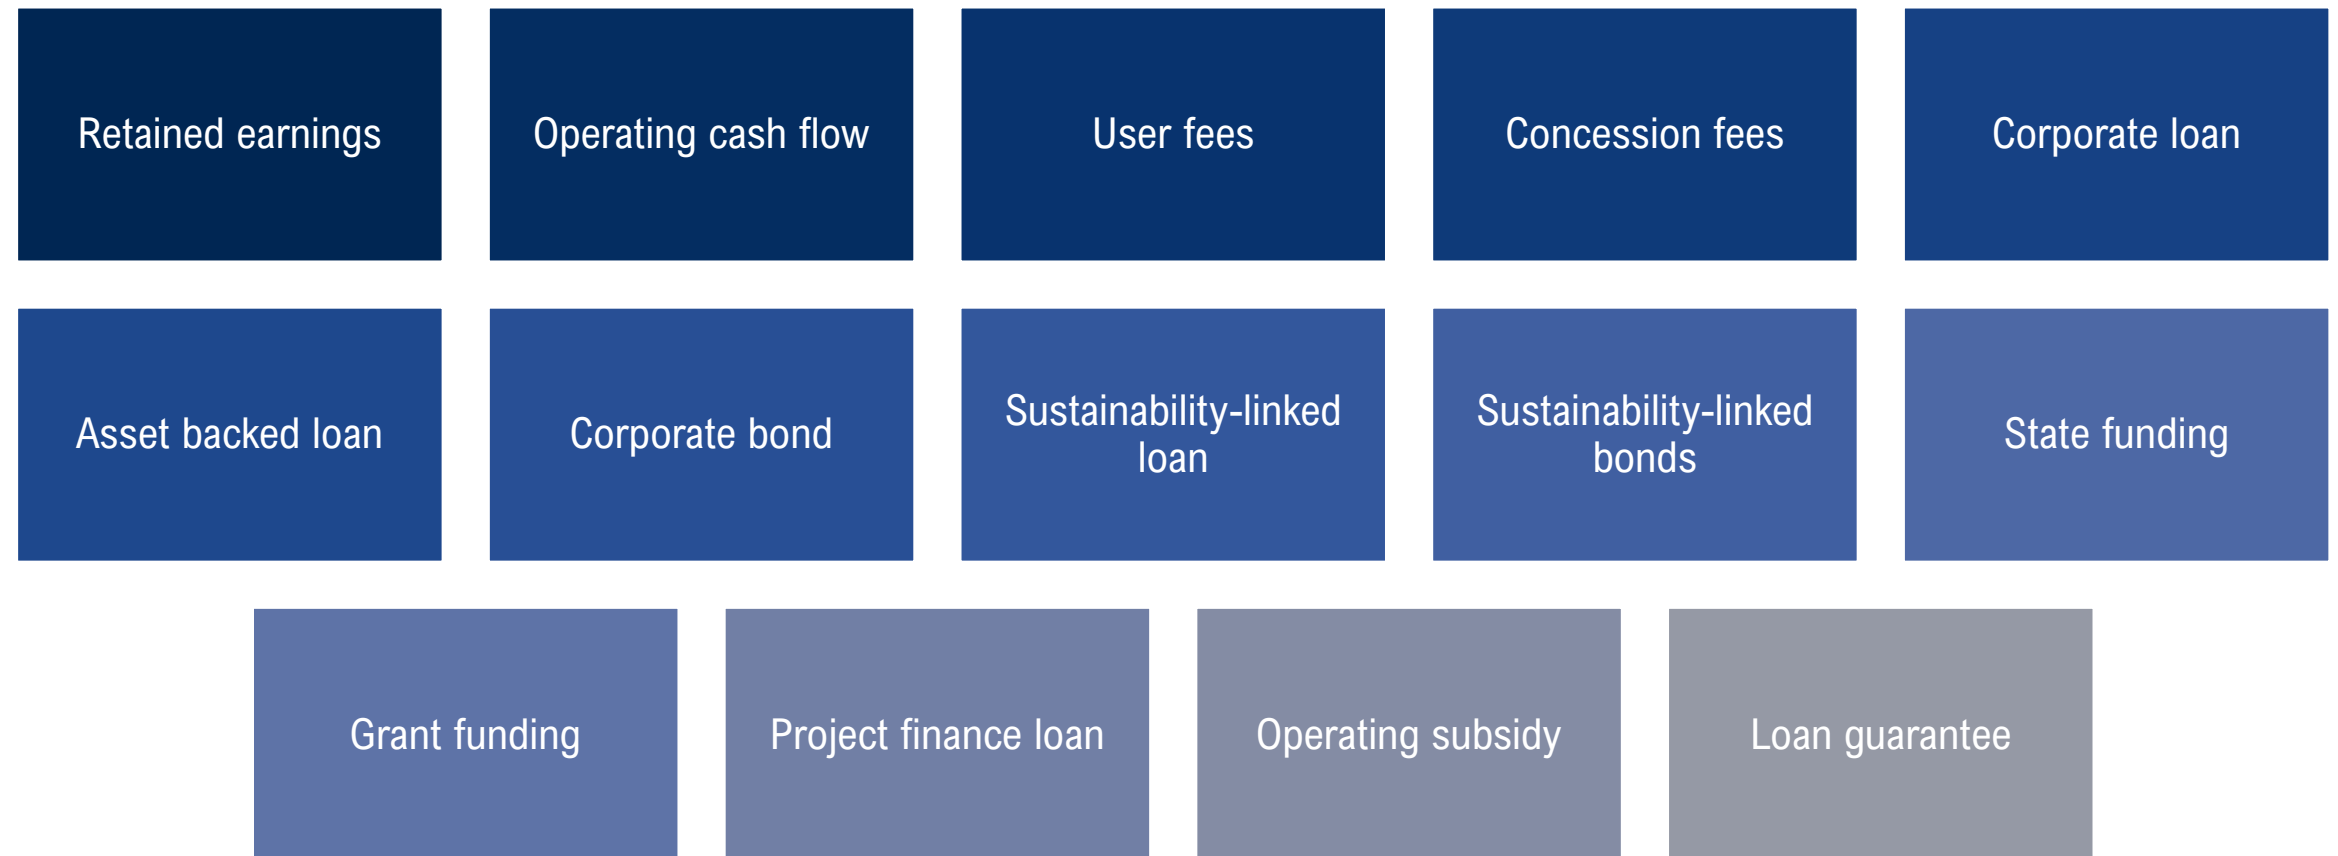 Retained earnings
Operating cash flow
User fees
Concession fees
Corporate loan
Asset backed loan
Corporate bond
Sustainability-linked
loan
Sustainability-linked
bonds
State funding
Grant funding
Project finance loan
Operating subsidy
Loan guarantee